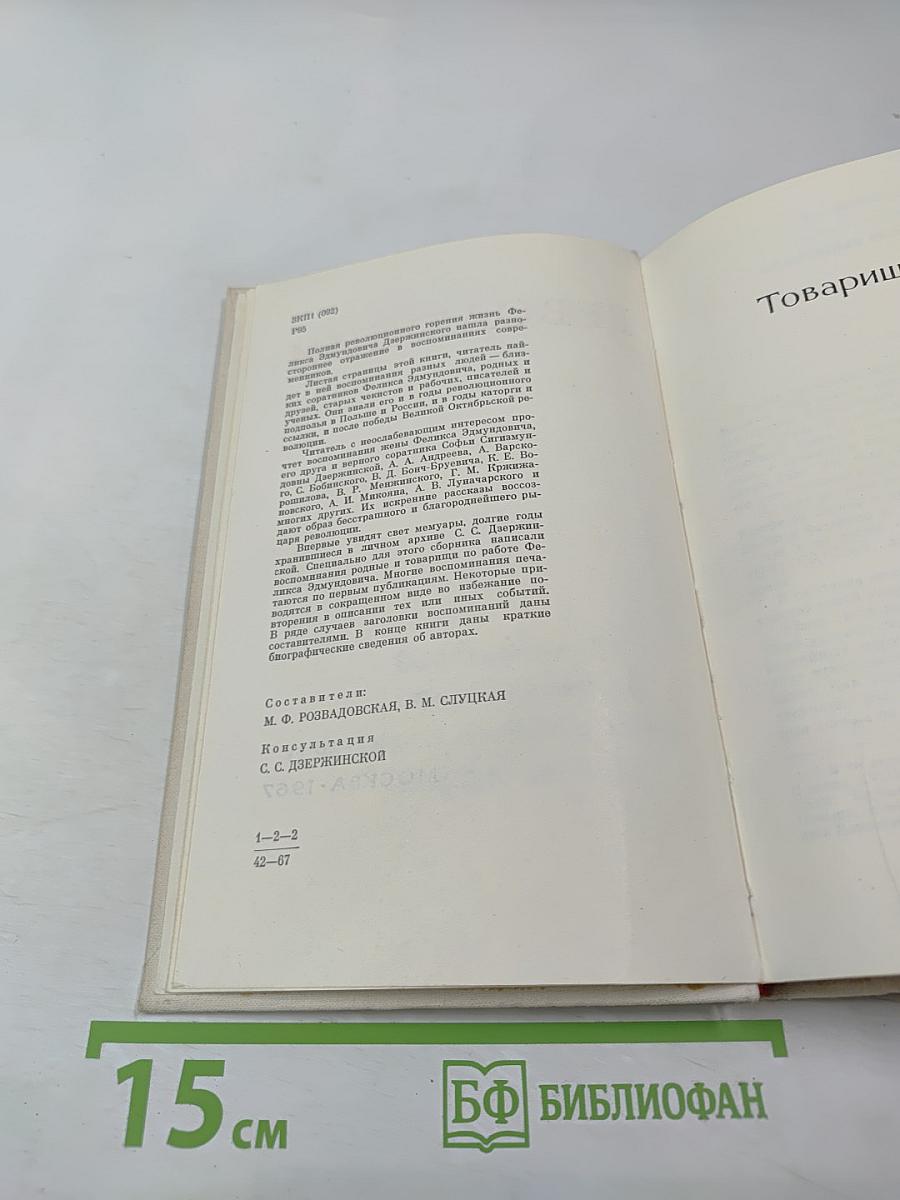 3КП1 (092)
Р95
Полная революционного горения жизнь Фе-
ликса Эдмундовича Дзержинского нашла разно-
стороннее отражение в воспоминаниях совре-
менников.
Листая страницы этой книги, читатель най-
дет в ней воспоминания разных людей — близ-
ких соратников Феликса Эдмундовича, родных и
друзей, старых чекистов и рабочих, писателей и
ученых. Они знали его и в годы революционного
подполья в Польше и России, и в годы каторги и
ссылки, и после победы Великой Октябрьской ре-
волюции.
Читатель с неослабевающим интересом про-
чтет воспоминания жены Феликса Эдмундовича,
его друга и верного соратника Софьи Сигизмун-
довны Дзержинской, А. А. Андреева, А. Варско-
го, С. Бобинского, В. Д. Бонч-Бруевича, К. Е. Во-
рошилова, В. Р. Менжинского, Г. М. Кржижа-
новского, А. И. Микояна, А. В. Луначарского и
многих других. Их искренние рассказы воссоз-
дают образ бесстрашного и благороднейшего ры-
царя революции.
Впервые увидят свет мемуары, долгие годы
хранившиеся в личном архиве С. С. Дзержин-
ской. Специально для этого сборника написали
воспоминания родные и товарищи по работе Фе-
ликса Эдмундовича. Многие воспоминания печа-
таются по первым публикациям. Некоторые при-
водятся в сокращенном виде во избежание по-
вторения в описании тех или иных событий.
В ряде случаев заголовки воспоминаний даны
составителями. В конце книги даны краткие
биографические сведения об авторах.
Составители:
М. Ф. РОЗВАДОВСКАЯ, В. М. СЛУЦКАЯ
Консультация
С. С. ДЗЕРЖИНСКОЙ
1—2—2
42—67
Товарищ
15 см
БФ БИБЛИОФАН